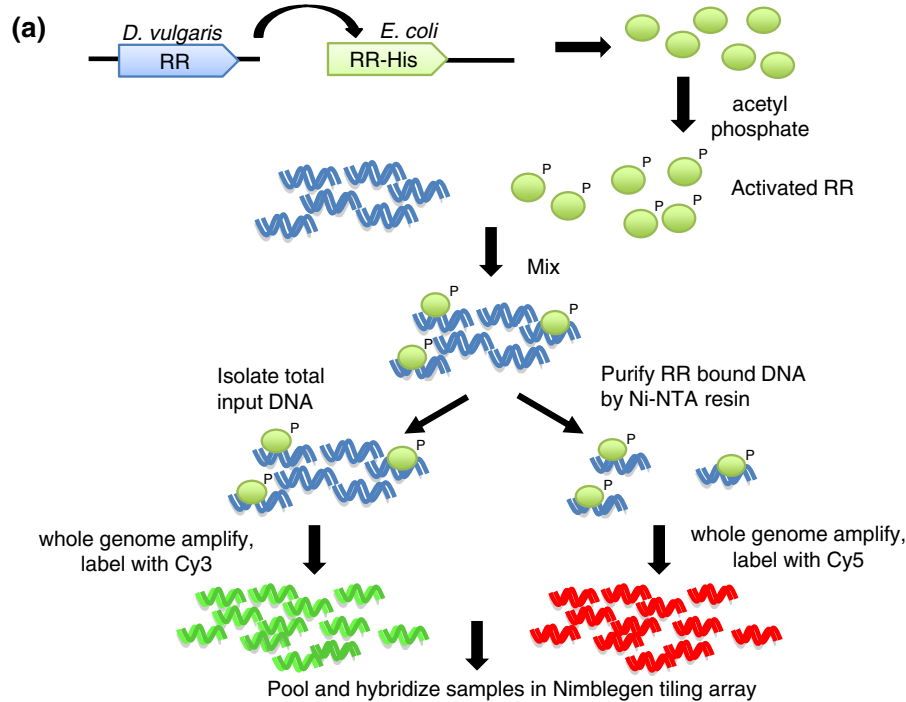 (a)
D. vulgaris
E. coli
RR
RR-His
acetyl
phosphate
P
P
P
P
P
P
Activated RR
Mix
P
P
P
Isolate total
input DNA
Purify RR bound DNA
by Ni-NTA resin
P
P
P
P
P
P
whole genome amplify,
label with Cy3
whole genome amplify,
label with Cy5
Pool and hybridize samples in Nimblegen tiling array